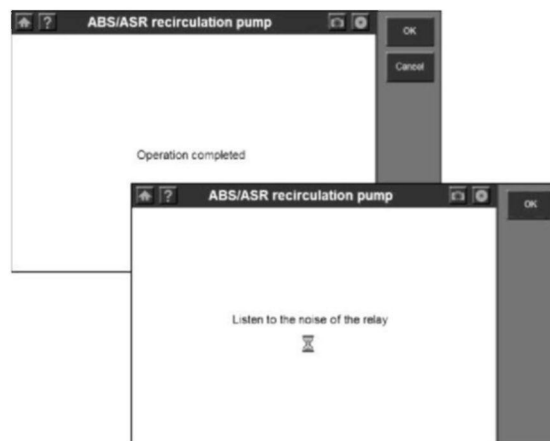 ABS/ASR recirculation pump
OK
Cancel
Operation completed
ABS/ASR recirculation pump
OK
Listen to the noise of the relay